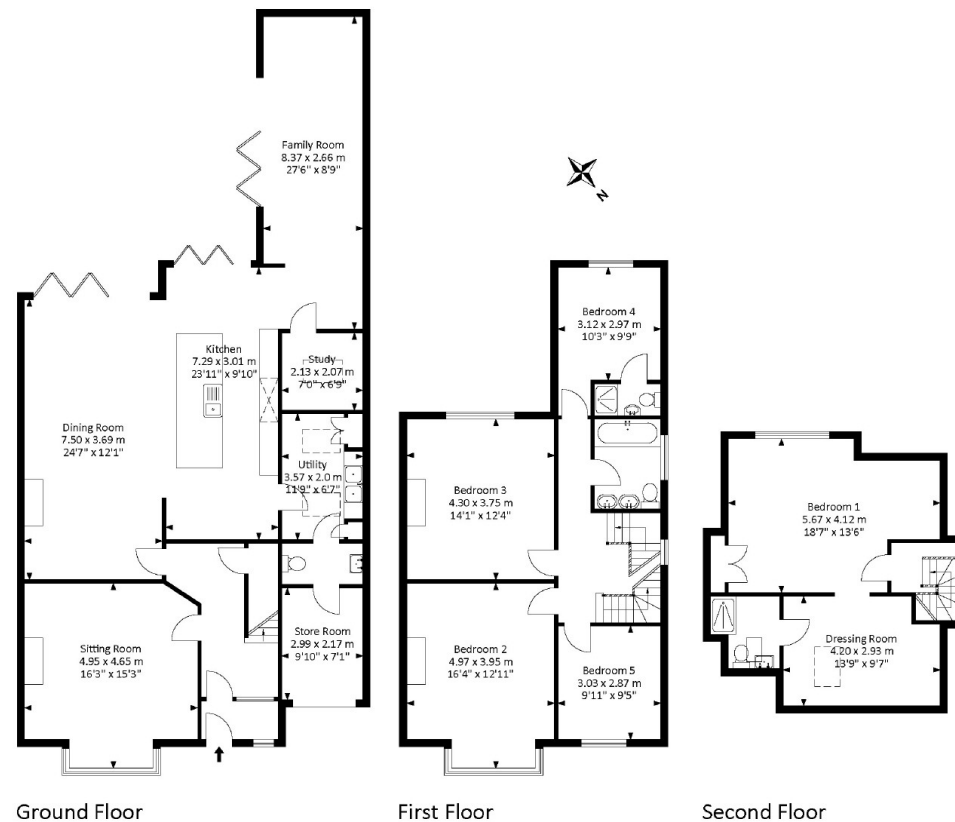 Family Room
8.37 x 2.66 m
27'6" x 8'9"
N
Kitchen
7.29 x 3.01 m
23'11" x 9'10"
Study
2.13 x 2.07 m
7'0" x 6'9"
Dining Room
7.50 x 3.69 m
24'7" x 12'1"
Utility
3.57 x 2.0 m
11'9" x 6'7"
Sitting Room
4.95 x 4.65 m
16'3" x 15'3"
Store Room
2.99 x 2.17 m
9'10" x 7'1"
Bedroom 4
3.12 x 2.97 m
10'3" x 9'9"
Bedroom 3
4.30 x 3.75 m
14'1" x 12'4"
Bedroom 2
4.97 x 3.95 m
16'4" x 12'11"
Bedroom 5
3.03 x 2.87 m
9'11" x 9'5"
Bedroom 1
5.67 x 4.12 m
18'7" x 13'6"
Dressing Room
4.20 x 2.93 m
13'9" x 9'7"
Ground Floor
First Floor
Second Floor